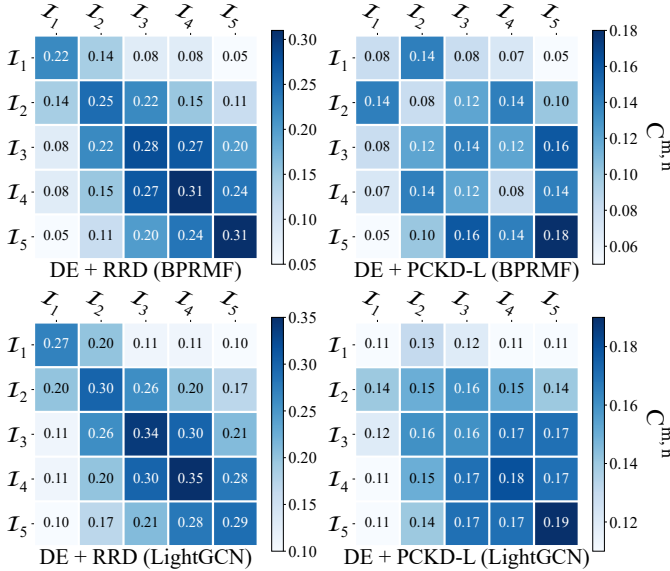 I1 I2 I3 I4 I5 I1 I2 I3 I4 I5
I1 0.22 0.14 0.08 0.08 0.05 0.30 0.08 0.14 0.08 0.07 0.05 0.18
I2 0.14 0.25 0.22 0.15 0.11 0.25 0.14 0.08 0.12 0.14 0.10 0.16
I3 0.08 0.22 0.28 0.27 0.20 0.20 0.08 0.12 0.14 0.12 0.16 0.14
0.12
I4 0.08 0.15 0.27 0.31 0.24 0.15 0.07 0.14 0.12 0.08 0.14 0.10
0.10 0.08
I5 0.05 0.11 0.20 0.24 0.31 0.05 0.05 0.10 0.16 0.14 0.18 0.06
C^m,n
DE + RRD (BPRMF) DE + PCKD-L (BPRMF)
I1 I2 I3 I4 I5 I1 I2 I3 I4 I5
I1 0.27 0.20 0.11 0.11 0.10 0.35 0.11 0.13 0.12 0.11 0.11
0.30 0.18
I2 0.20 0.30 0.26 0.20 0.17 0.14 0.15 0.16 0.15 0.14
0.25 0.16
I3 0.11 0.26 0.34 0.30 0.21 0.12 0.16 0.16 0.17 0.17
0.20 0.14
I4 0.11 0.20 0.30 0.35 0.28 0.15 0.11 0.15 0.17 0.18 0.17
0.12
I5 0.10 0.17 0.21 0.28 0.29 0.10 0.11 0.14 0.17 0.17 0.19
C^m,n
DE + RRD (LightGCN) DE + PCKD-L (LightGCN)